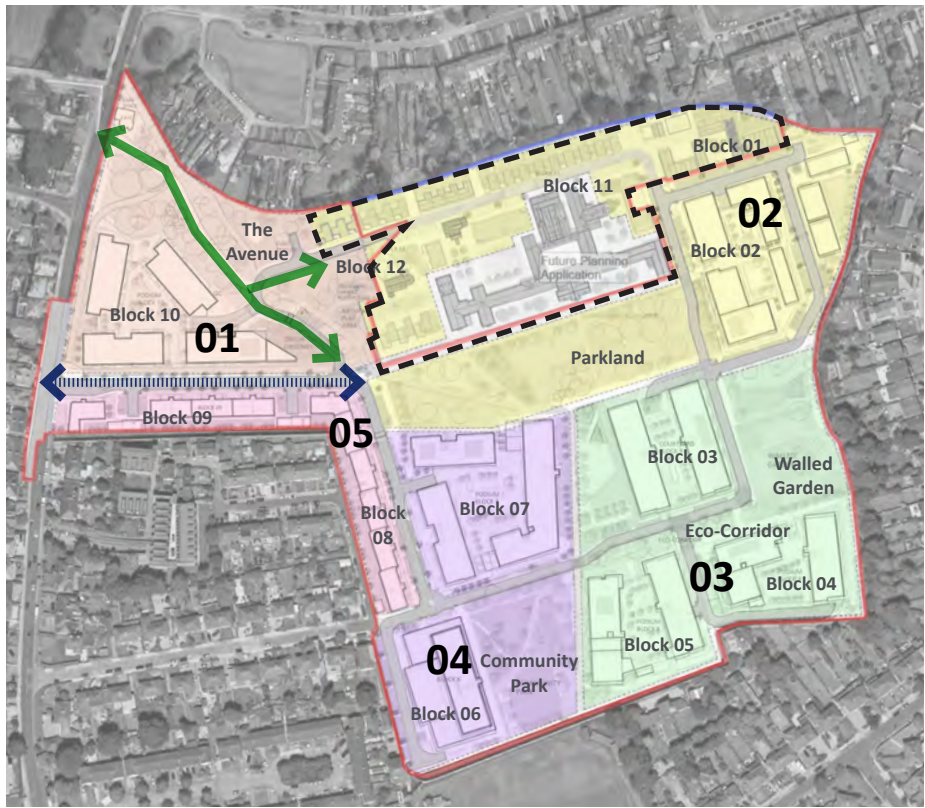 Block 01
Block 11
02
The
Avenue
Block 02
Block 12
Future Planning
Application
Block 10
01
Parkland
Block 09
05
Block 03
Walled
Garden
Block
08
Block 07
Eco-Corridor
03
Block 04
04
Block 05
Community
Park
Block 06